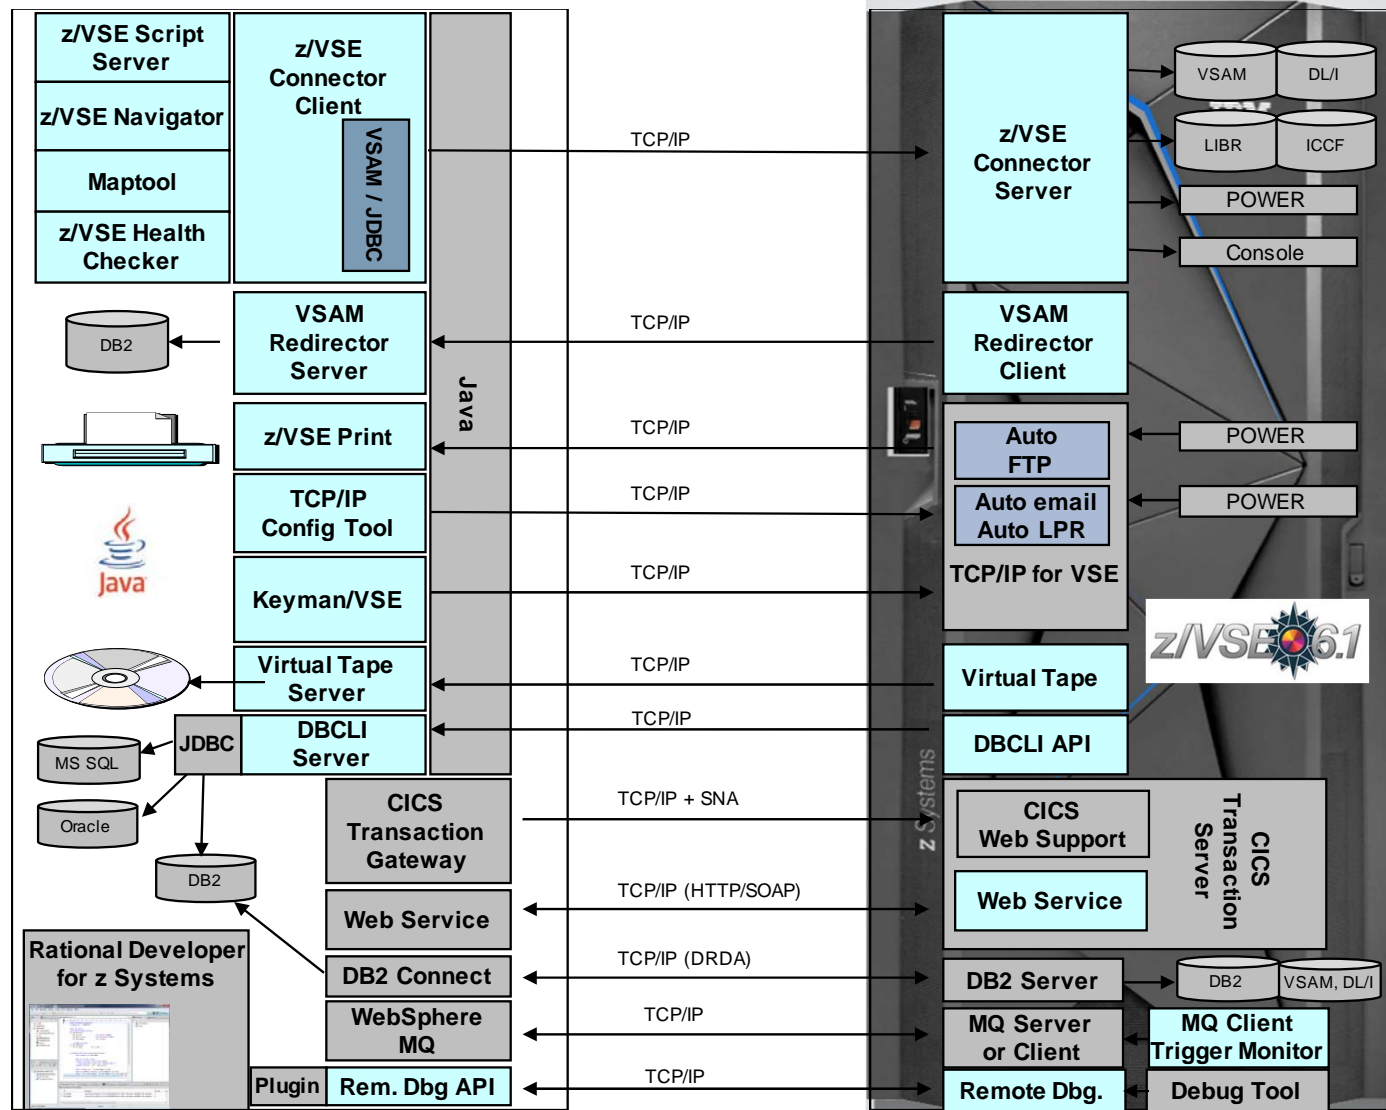 z/VSE Script
Server
z/VSE Navigator
Maptool
z/VSE Health
Checker
z/VSE
Connector
Client
VSAM / JDBC
Java
TCP/IP
z/VSE
Connector
Server
VSAM
DL/I
LIBR
ICCF
POWER
Console
DB2
VSAM
Redirector
Server
TCP/IP
VSAM
Redirector
Client
z/VSE Print
TCP/IP
Auto
FTP
POWER
TCP/IP
Config Tool
TCP/IP
Auto email
Auto LPR
POWER
Java
Keyman/VSE
TCP/IP
TCP/IP for VSE
z/VSE 6.1
Virtual Tape
Server
TCP/IP
Virtual Tape
MS SQL
JDBC
DBCLI
Server
TCP/IP
DBCLI API
z Systems
Oracle
DB2
CICS
Transaction
Gateway
TCP/IP + SNA
CICS
Web Support
CICS
Transaction
Server
Web Service
TCP/IP (HTTP/SOAP)
Web Service
Rational Developer
for z Systems
DB2 Connect
TCP/IP (DRDA)
DB2 Server
DB2
VSAM, DL/I
WebSphere
MQ
TCP/IP
MQ Server
or Client
MQ Client
Trigger Monitor
Plugin
Rem. Dbg API
TCP/IP
Remote Dbg.
Debug Tool